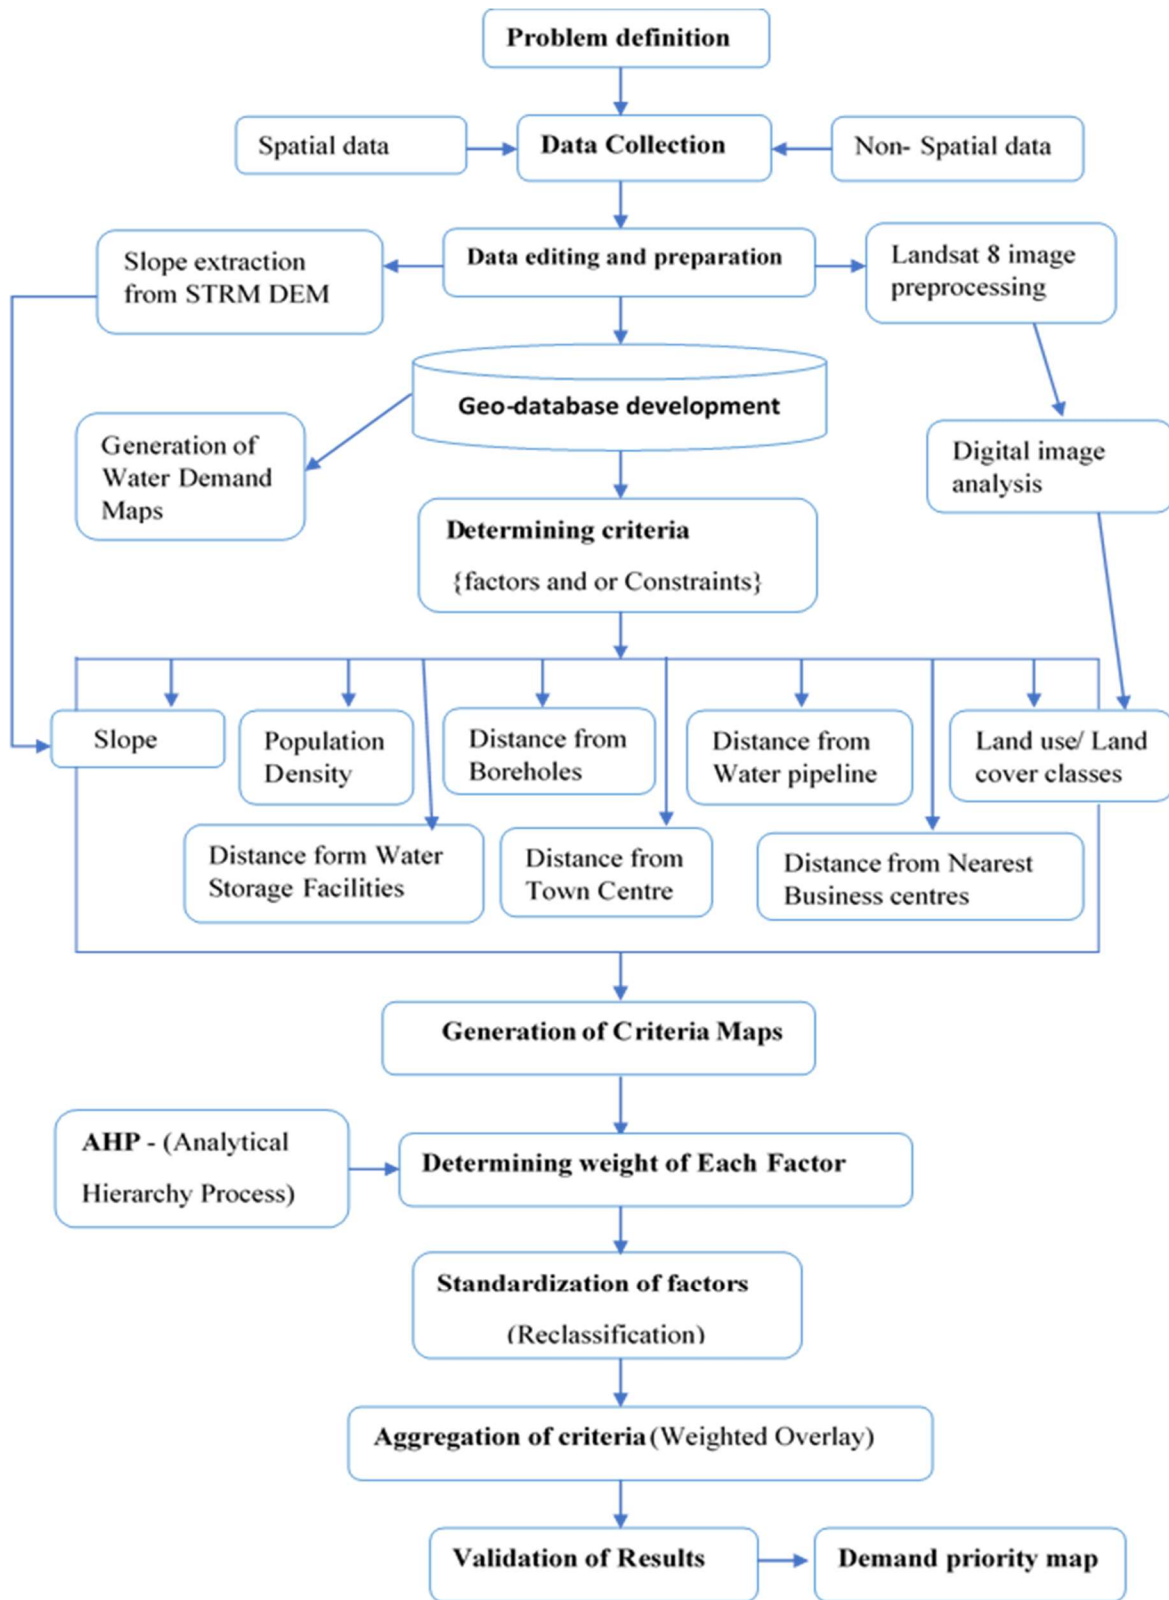 Problem definition
Spatial data
Data Collection
Non- Spatial data
Slope extraction
from STRM DEM
Data editing and preparation
Landsat 8 image
preprocessing
Geo-database development
Generation of
Water Demand
Maps
Digital image
analysis
Determining criteria
{factors and or Constraints}
Slope
Population
Density
Distance from
Boreholes
Distance from
Water pipeline
Land use/ Land
cover classes
Distance form Water
Storage Facilities
Distance from
Town Centre
Distance from Nearest
Business centres
Generation of Criteria Maps
AHP - (Analytical
Hierarchy Process)
Determining weight of Each Factor
Standardization of factors
(Reclassification)
Aggregation of criteria (Weighted Overlay)
Validation of Results
Demand priority map